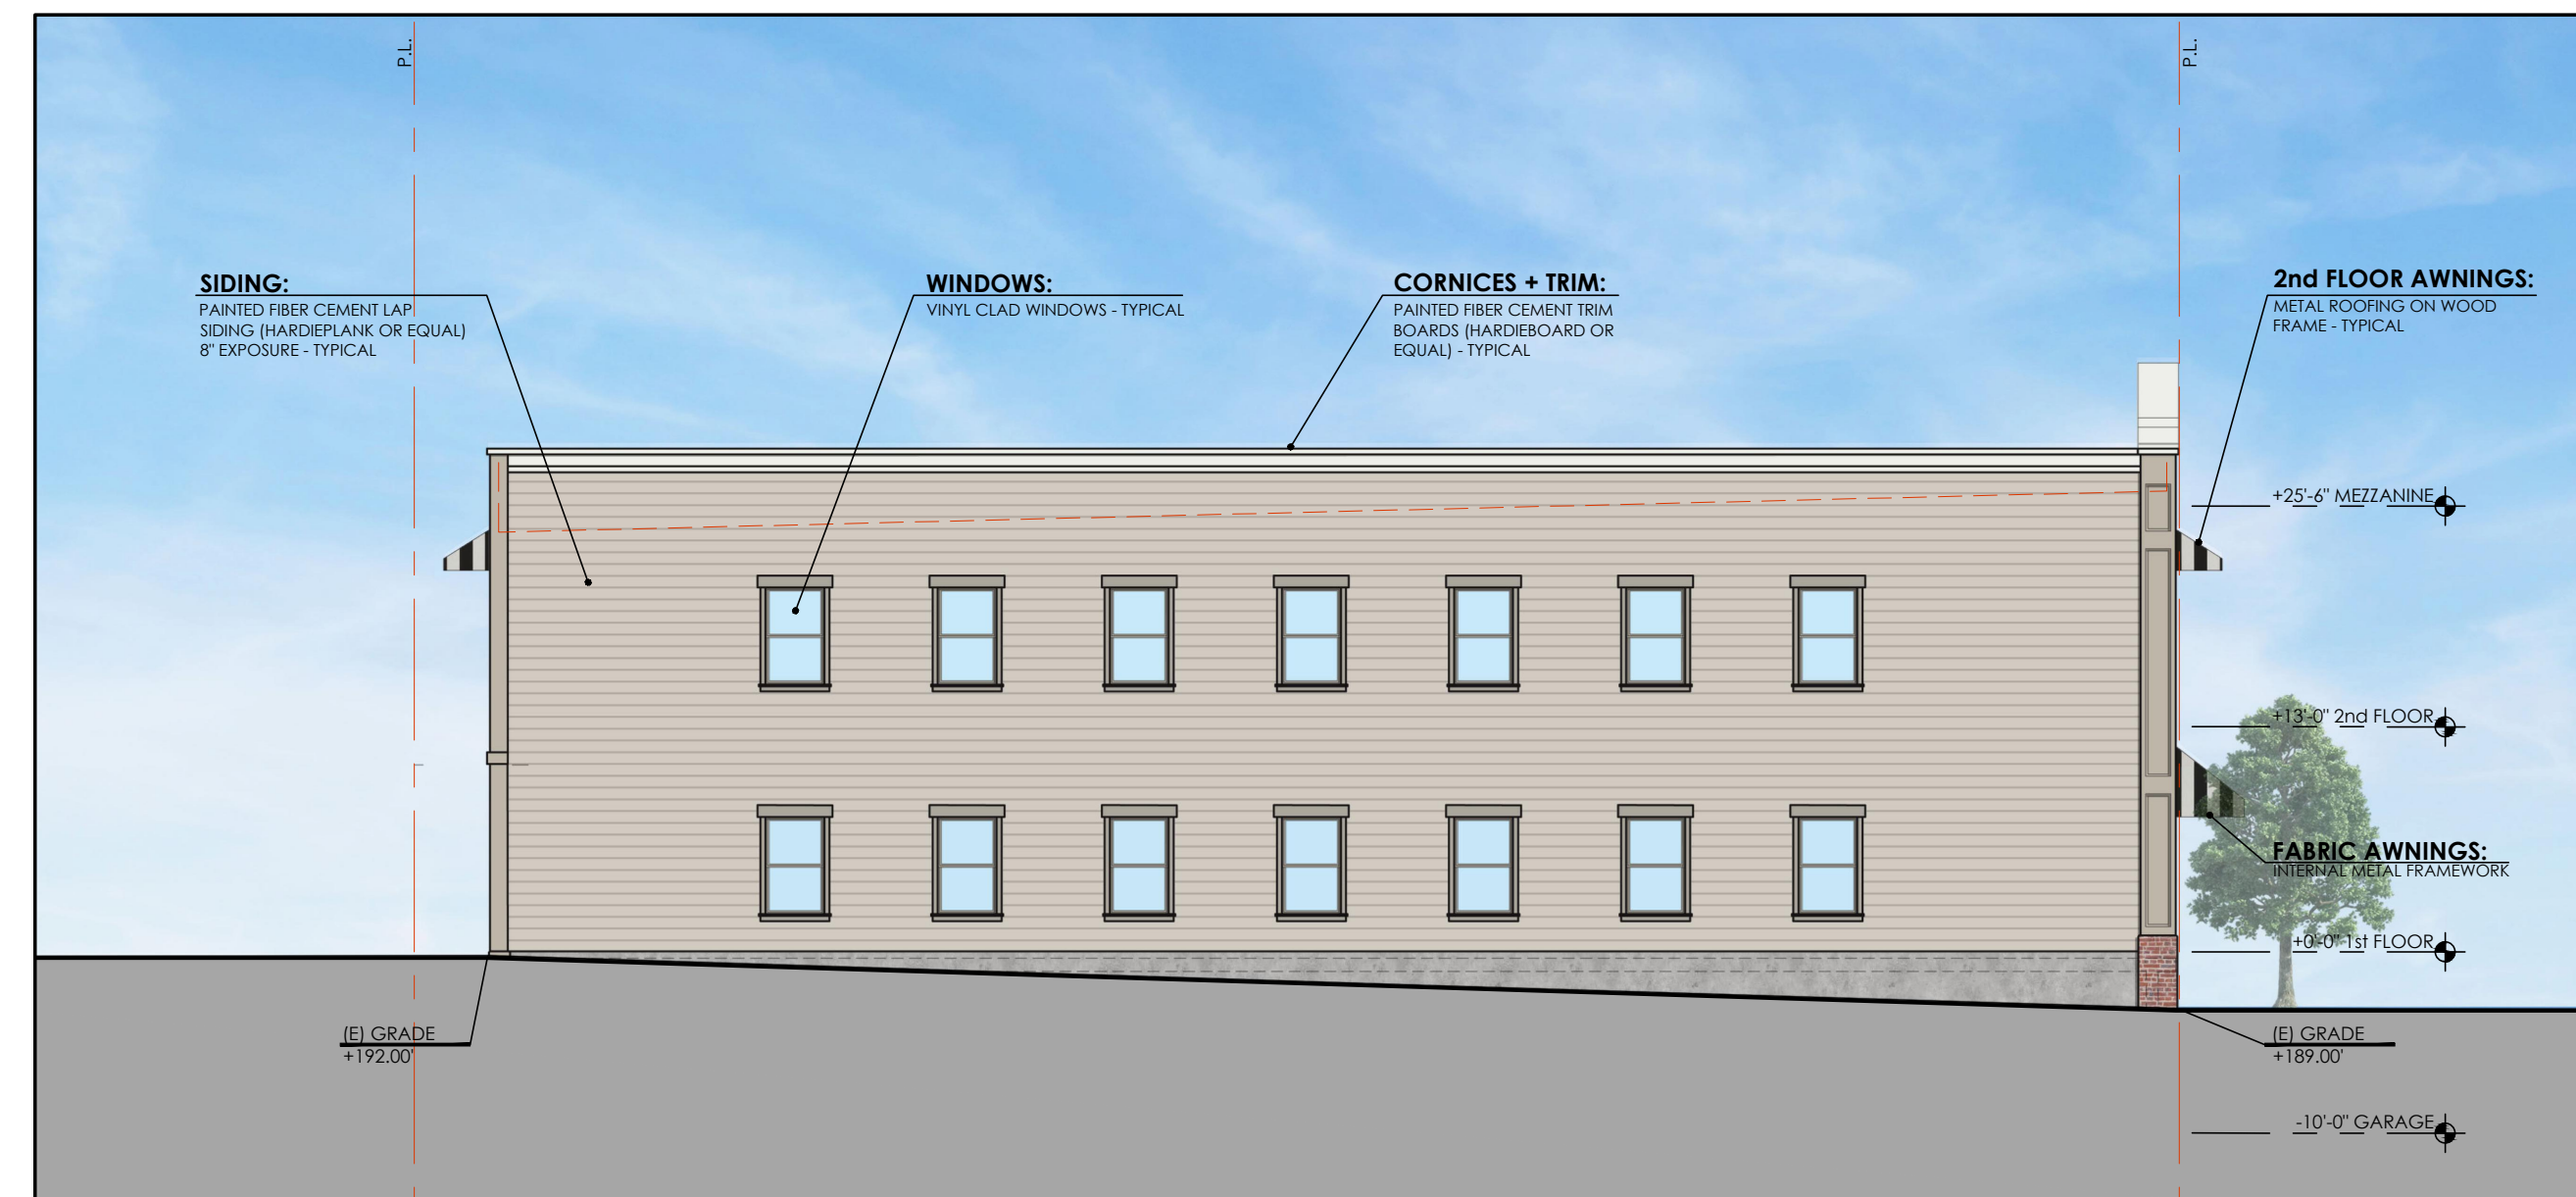 P.L.
P.L.
SIDING:
PAINTED FIBER CEMENT LAP
SIDING (HARDIEPLANK OR EQUAL)
8" EXPOSURE - TYPICAL
WINDOWS:
VINYL CLAD WINDOWS - TYPICAL
CORNICES + TRIM:
PAINTED FIBER CEMENT TRIM
BOARDS (HARDIEBOARD OR
EQUAL) - TYPICAL
2nd FLOOR AWNINGS:
METAL ROOFING ON WOOD
FRAME - TYPICAL
+25'-6" MEZZANINE
+13'-0" 2nd FLOOR
FABRIC AWNINGS:
INTERNAL METAL FRAMEWORK
+0'-0" 1st FLOOR
(E) GRADE
+192.00'
(E) GRADE
+189.00'
-10'-0" GARAGE